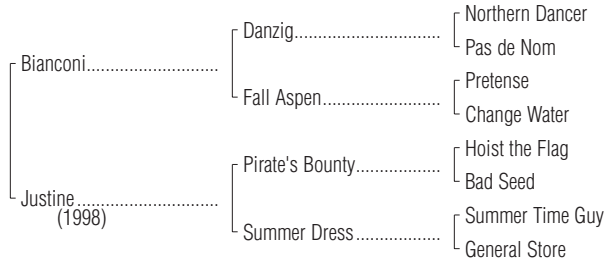 Northern Dancer
Danzig
Pas de Nom
Bianconi
Pretense
Fall Aspen
Change Water
Hoist the Flag
Pirate's Bounty
Bad Seed
Justine
(1998)
Summer Time Guy
Summer Dress
General Store